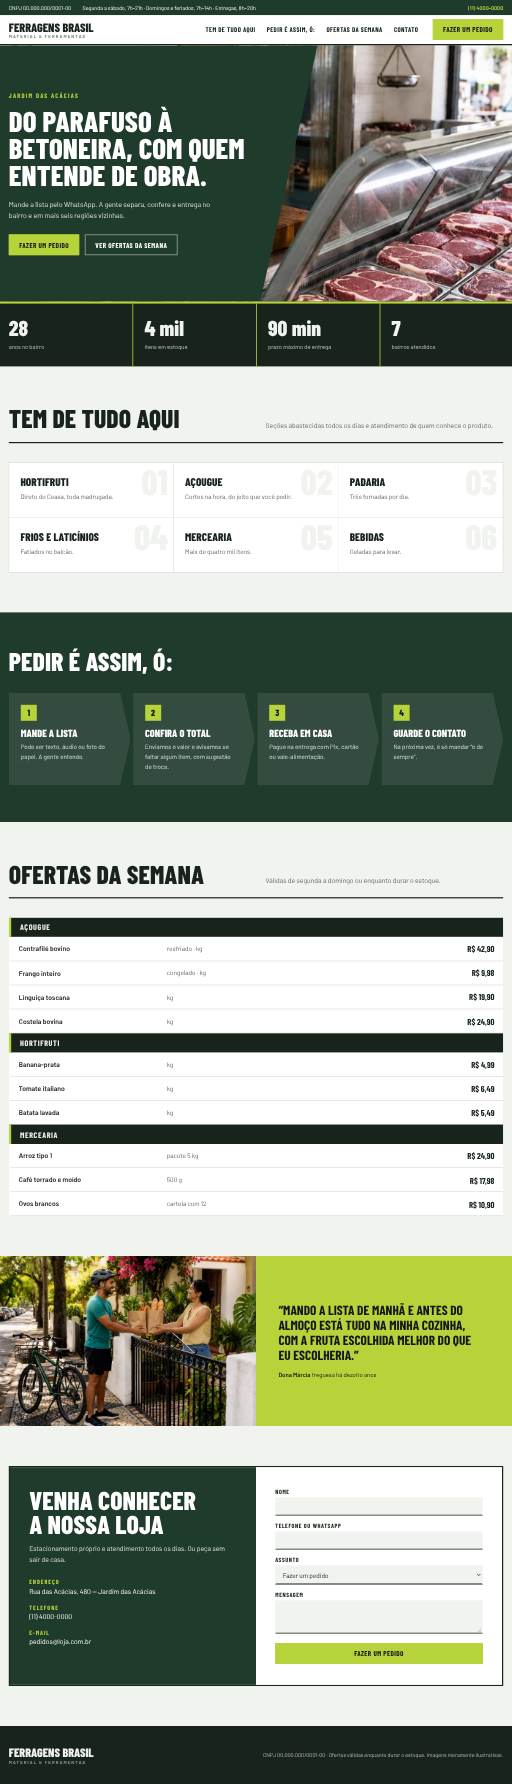 CNPJ 00.000.000/0001-00 Segunda a sábado, 7h–21h · Domingos e feriados, 7h–14h · Entregas, 8h–20h (11) 4000-0000
FERRAGENS BRASIL
MATERIAL & FERRAMENTAS
TEM DE TUDO AQUI PEDIR É ASSIM, Ó: OFERTAS DA SEMANA CONTATO FAZER UM PEDIDO
JARDIM DAS ACÁCIAS
DO PARAFUSO À
BETONEIRA, COM QUEM
ENTENDE DE OBRA.
Mande a lista pelo WhatsApp. A gente separa, confere e entrega no
bairro e em mais seis regiões vizinhas.
FAZER UM PEDIDO VER OFERTAS DA SEMANA
28
anos no bairro
4 mil
itens em estoque
90 min
prazo máximo de entrega
7
bairros atendidos
TEM DE TUDO AQUI
Seções abastecidas todos os dias e atendimento de quem conhece o produto.
HORTIFRUTI
Direto do Ceasa, toda madrugada.
01
AÇOUGUE
Cortes na hora, do jeito que você pedir.
02
PADARIA
Três fornadas por dia.
03
FRIOS E LATICÍNIOS
Fatiados no balcão.
04
MERCEARIA
Mais de quatro mil itens.
05
BEBIDAS
Geladas para levar.
06
PEDIR É ASSIM, Ó:
1
MANDE A LISTA
Pode ser texto, áudio ou foto do
papel. A gente entende.
2
CONFIRA O TOTAL
Enviamos o valor e avisamos se
faltar algum item, com sugestão
de troca.
3
RECEBA EM CASA
Pague na entrega com Pix, cartão
ou vale-alimentação.
4
GUARDE O CONTATO
Na próxima vez, é só mandar "o de
sempre".
OFERTAS DA SEMANA
Válidas de segunda a domingo ou enquanto durar o estoque.
AÇOUGUE
Contrafilé bovino resfriado · kg R$ 42,90
Frango inteiro congelado · kg R$ 9,98
Linguiça toscana kg R$ 19,90
Costela bovina kg R$ 24,90
HORTIFRUTI
Banana-prata kg R$ 4,99
Tomate italiano kg R$ 6,49
Batata lavada kg R$ 5,49
MERCEARIA
Arroz tipo 1 pacote 5 kg R$ 24,90
Café torrado e moído 500 g R$ 17,98
Ovos brancos cartela com 12 R$ 10,90
"MANDO A LISTA DE MANHÃ E ANTES DO
ALMOÇO ESTÁ TUDO NA MINHA COZINHA,
COM A FRUTA ESCOLHIDA MELHOR DO QUE
EU ESCOLHERIA."
Dona Márcia freguesa há dezoito anos
VENHA CONHECER
A NOSSA LOJA
Estacionamento próprio e atendimento todos os dias. Ou peça sem
sair de casa.
ENDEREÇO
Rua das Acácias, 480 — Jardim das Acácias
TELEFONE
(11) 4000-0000
E-MAIL
pedidos@loja.com.br
NOME
TELEFONE OU WHATSAPP
ASSUNTO
Fazer um pedido
MENSAGEM
FAZER UM PEDIDO
FERRAGENS BRASIL
MATERIAL & FERRAMENTAS
CNPJ 00.000.000/0001-00 · Ofertas válidas enquanto durar o estoque. Imagens meramente ilustrativas.